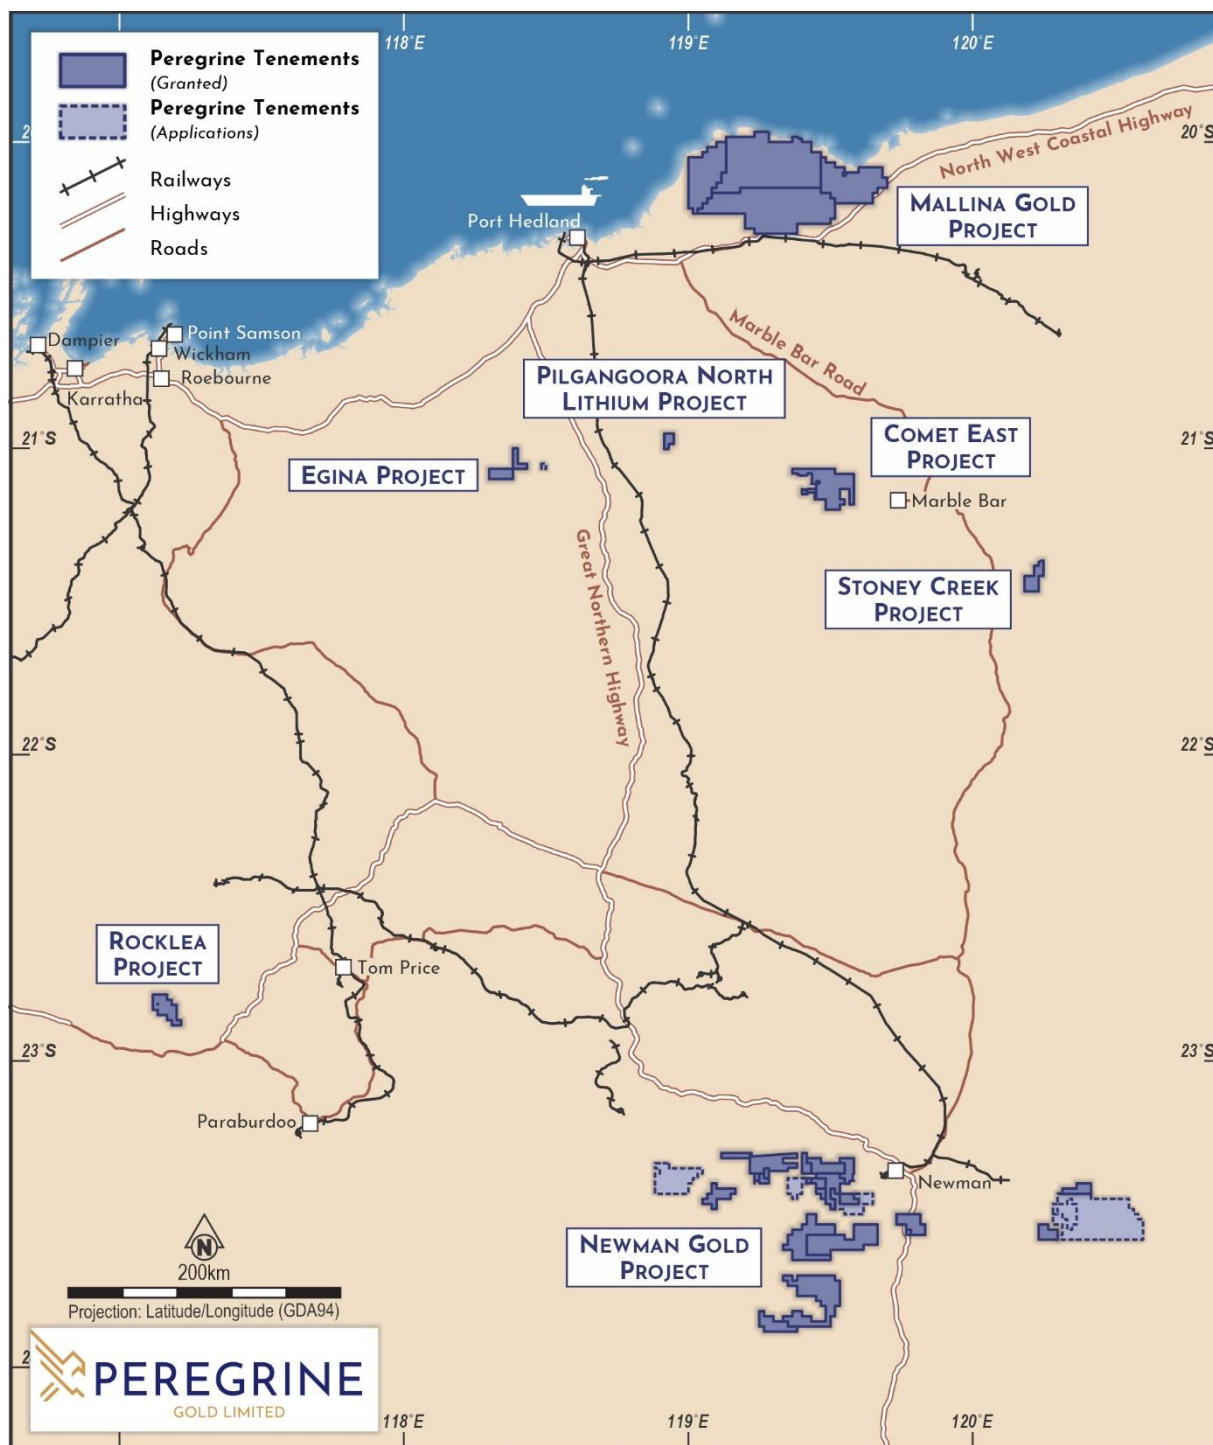 118°E
119°E
120°E
Peregrine Tenements
(Granted)
Peregrine Tenements
(Applications)
Railways
Highways
Roads
20°S
North West Coastal Highway
Mallina Gold
Project
Port Hedland
Marble Bar Road
Point Samson
Dampier
Wickham
Roebourne
Karratha
Pilgangoora North
Lithium Project
Comet East
Project
21°S
21°S
Egina Project
Marble Bar
Great Northern Highway
Stoney Creek
Project
22°S
22°S
Rocklea
Project
Tom Price
23°S
23°S
Paraburdoo
Newman
Newman Gold
Project
N
200km
Projection: Latitude/Longitude (GDA94)
PEREGRINE
GOLD LIMITED
118°E
119°E
120°E